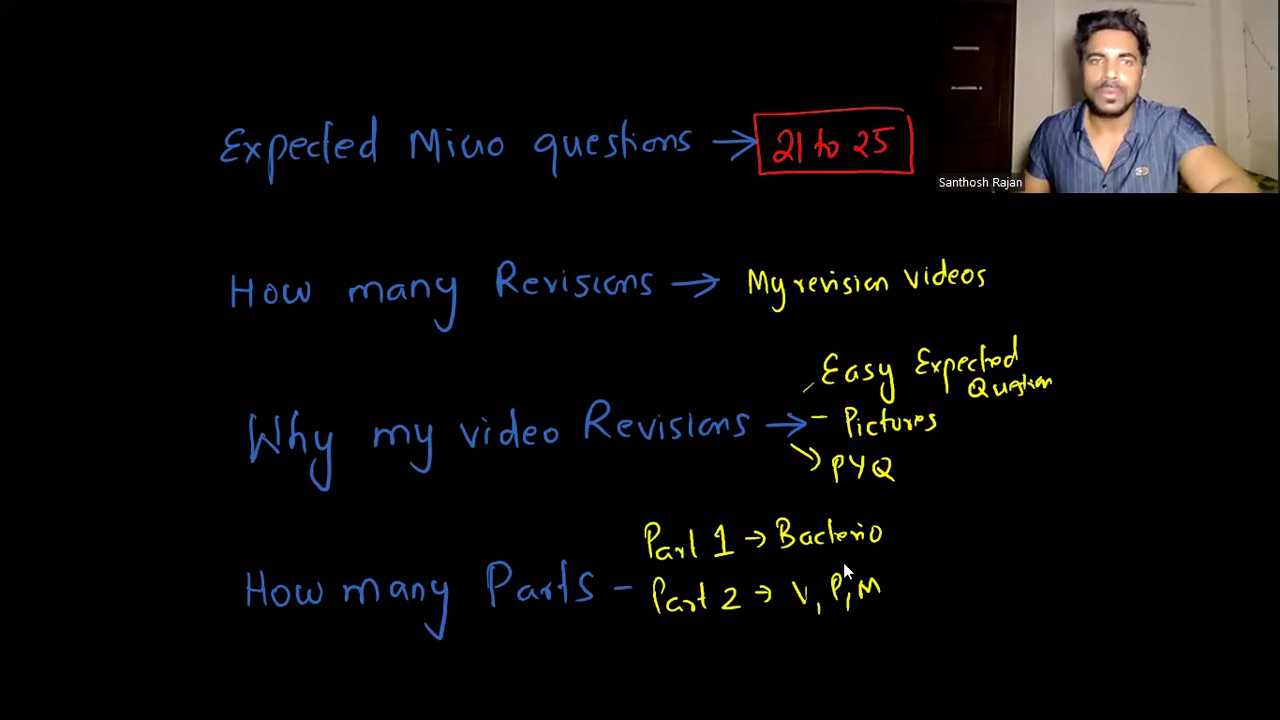 Expected Micro questions → 21 to 25
Santhosh Rajan
How many Revisions → My revision videos
Why my video Revisions → Easy Expected Question
- Pictures
→ PYQ
How many Parts - Part 1 → Bacterio
Part 2 → V, P, M